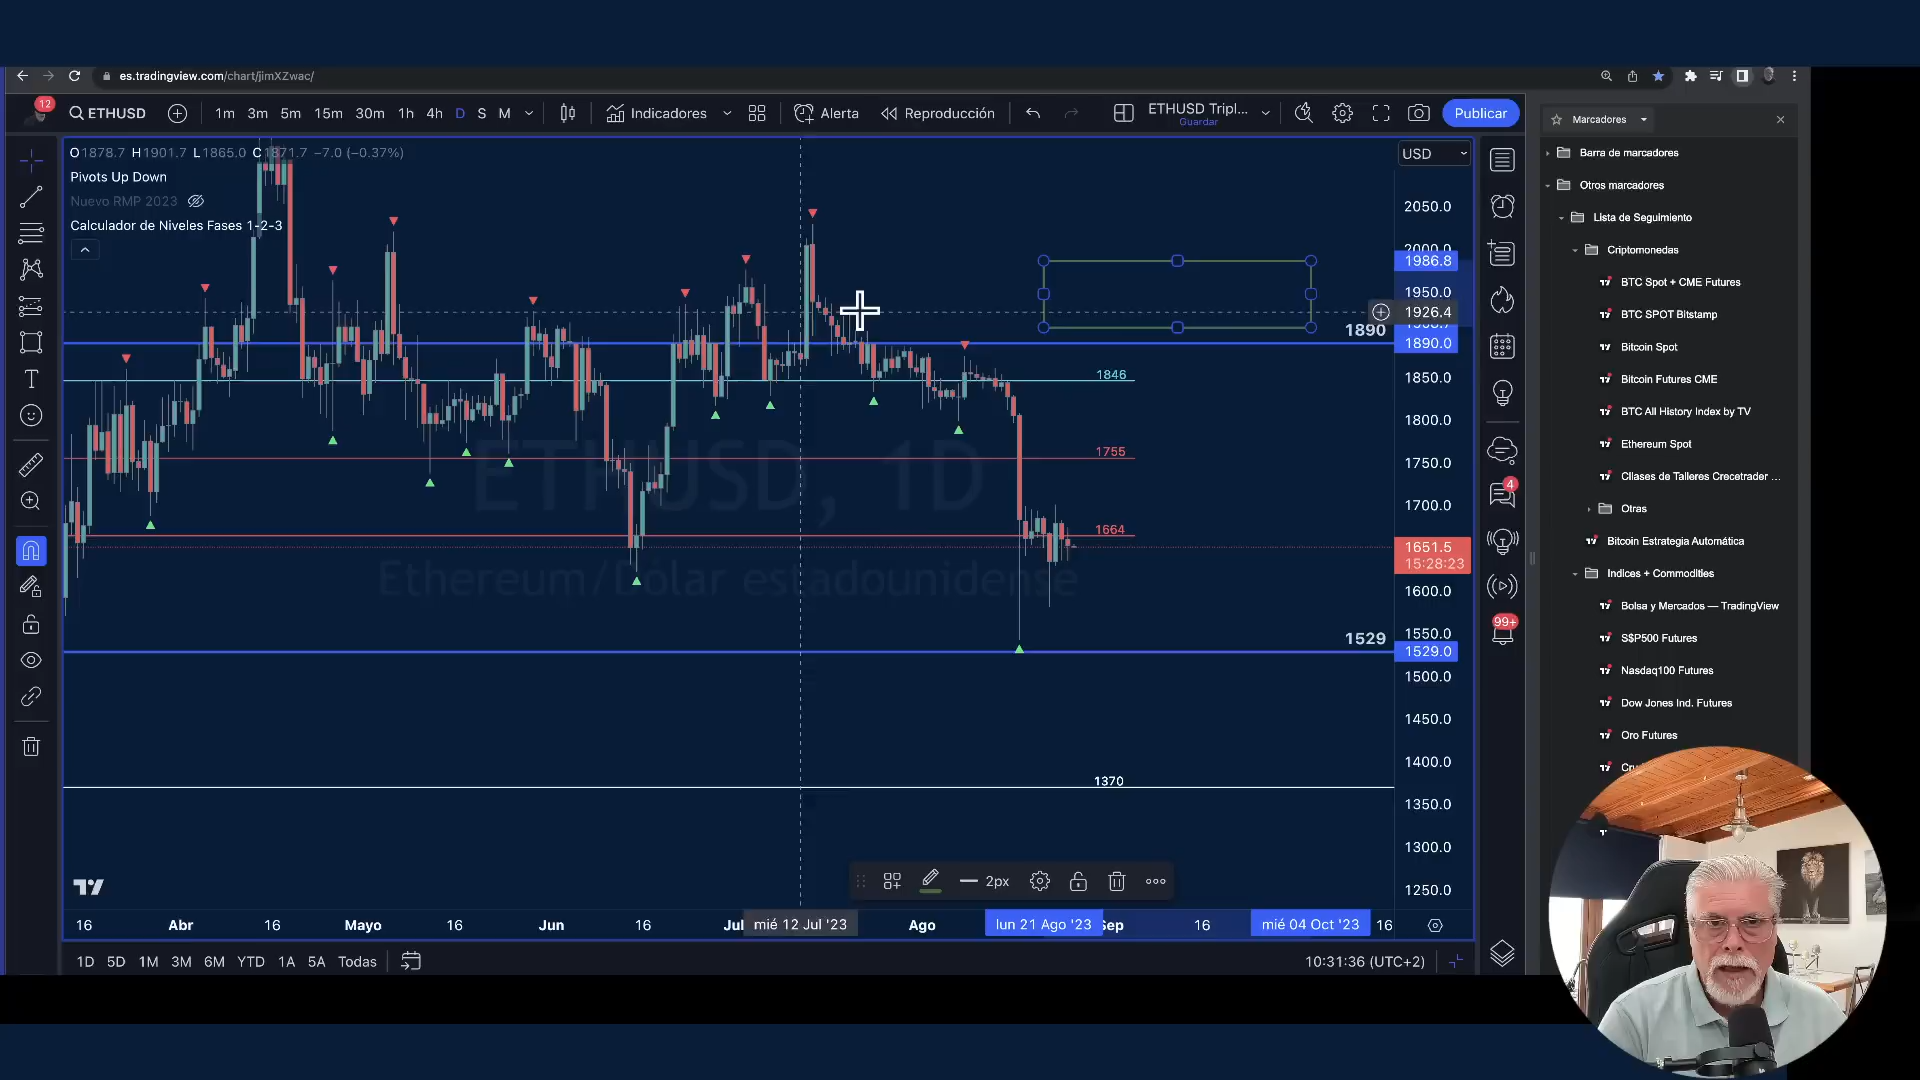 es.tradingview.com/chart/jimXZwac/
12
ETHUSD
1m 3m 5m 15m 30m 1h 4h D S M
Indicadores
Alerta
Reproducción
ETHUSD Tripl...
Guardar
Publicar
O1878.7 H1901.7 L1865.0 C1871.7 −7.0 (−0.37%)
Pivots Up Down
Nuevo RMP 2023
Calculador de Niveles Fases 1-2-3
USD
2050.0
2000.0
1986.8
1950.0
1926.4
1890
1890.0
1846
1850.0
1800.0
1755
1750.0
1700.0
1664
1651.5
15:28:23
1600.0
1550.0
1529
1529.0
1500.0
1450.0
1400.0
1370
1350.0
1300.0
1250.0
ETHUSD, 1D
Ethereum/Dólar estadounidense
2px
16 Abr 16 Mayo 16 Jun 16 Jul mié 12 Jul '23 Ago lun 21 Ago '23 Sep 16 mié 04 Oct '23 16
1D 5D 1M 3M 6M YTD 1A 5A Todas
10:31:36 (UTC+2)
4
99+
Marcadores
Barra de marcadores
Otros marcadores
Lista de Seguimiento
Criptomonedas
BTC Spot + CME Futures
BTC SPOT Bitstamp
Bitcoin Spot
Bitcoin Futures CME
BTC All History Index by TV
Ethereum Spot
Cllases de Talleres Crecetrader ...
Otras
Bitcoin Estrategia Automática
Indices + Commodities
Bolsa y Mercados — TradingView
S$P500 Futures
Nasdaq100 Futures
Dow Jones Ind. Futures
Oro Futures